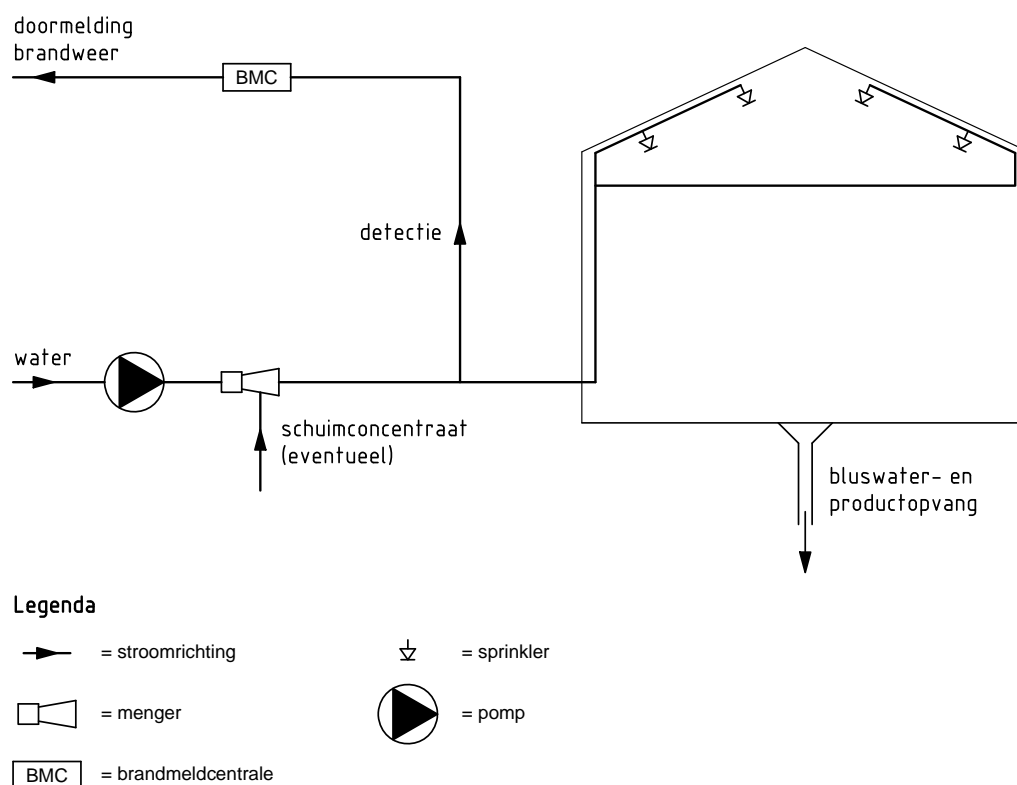 doormelding
brandweer
BMC
detectie
water
schuimconcentraat
(eventueel)
bluswater- en
productopvang
Legenda
= stroomrichting
= sprinkler
= menger
= pomp
BMC = brandmeldcentrale